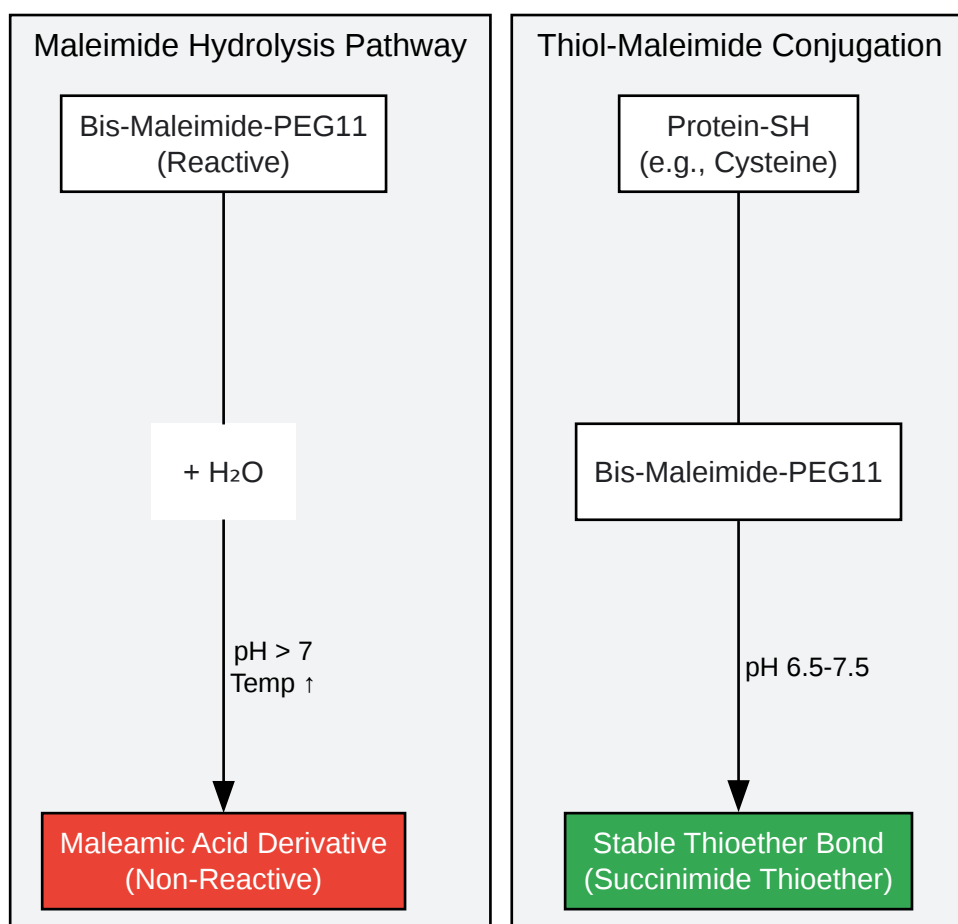 Maleimide Hydrolysis Pathway
Bis-Maleimide-PEG11
(Reactive)
+ H₂O
pH > 7
Temp ↑
Maleamic Acid Derivative
(Non-Reactive)
Thiol-Maleimide Conjugation
Protein-SH
(e.g., Cysteine)
Bis-Maleimide-PEG11
pH 6.5-7.5
Stable Thioether Bond
(Succinimide Thioether)